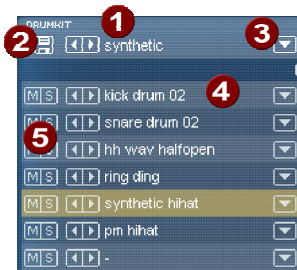 DRUMKIT
1
2
3
synthetic
M S kick drum 02
4
M S snare drum 02
5
hh wav halfopen
M S ring ding
M S synthetic hihat
M S pm hihat
M S -